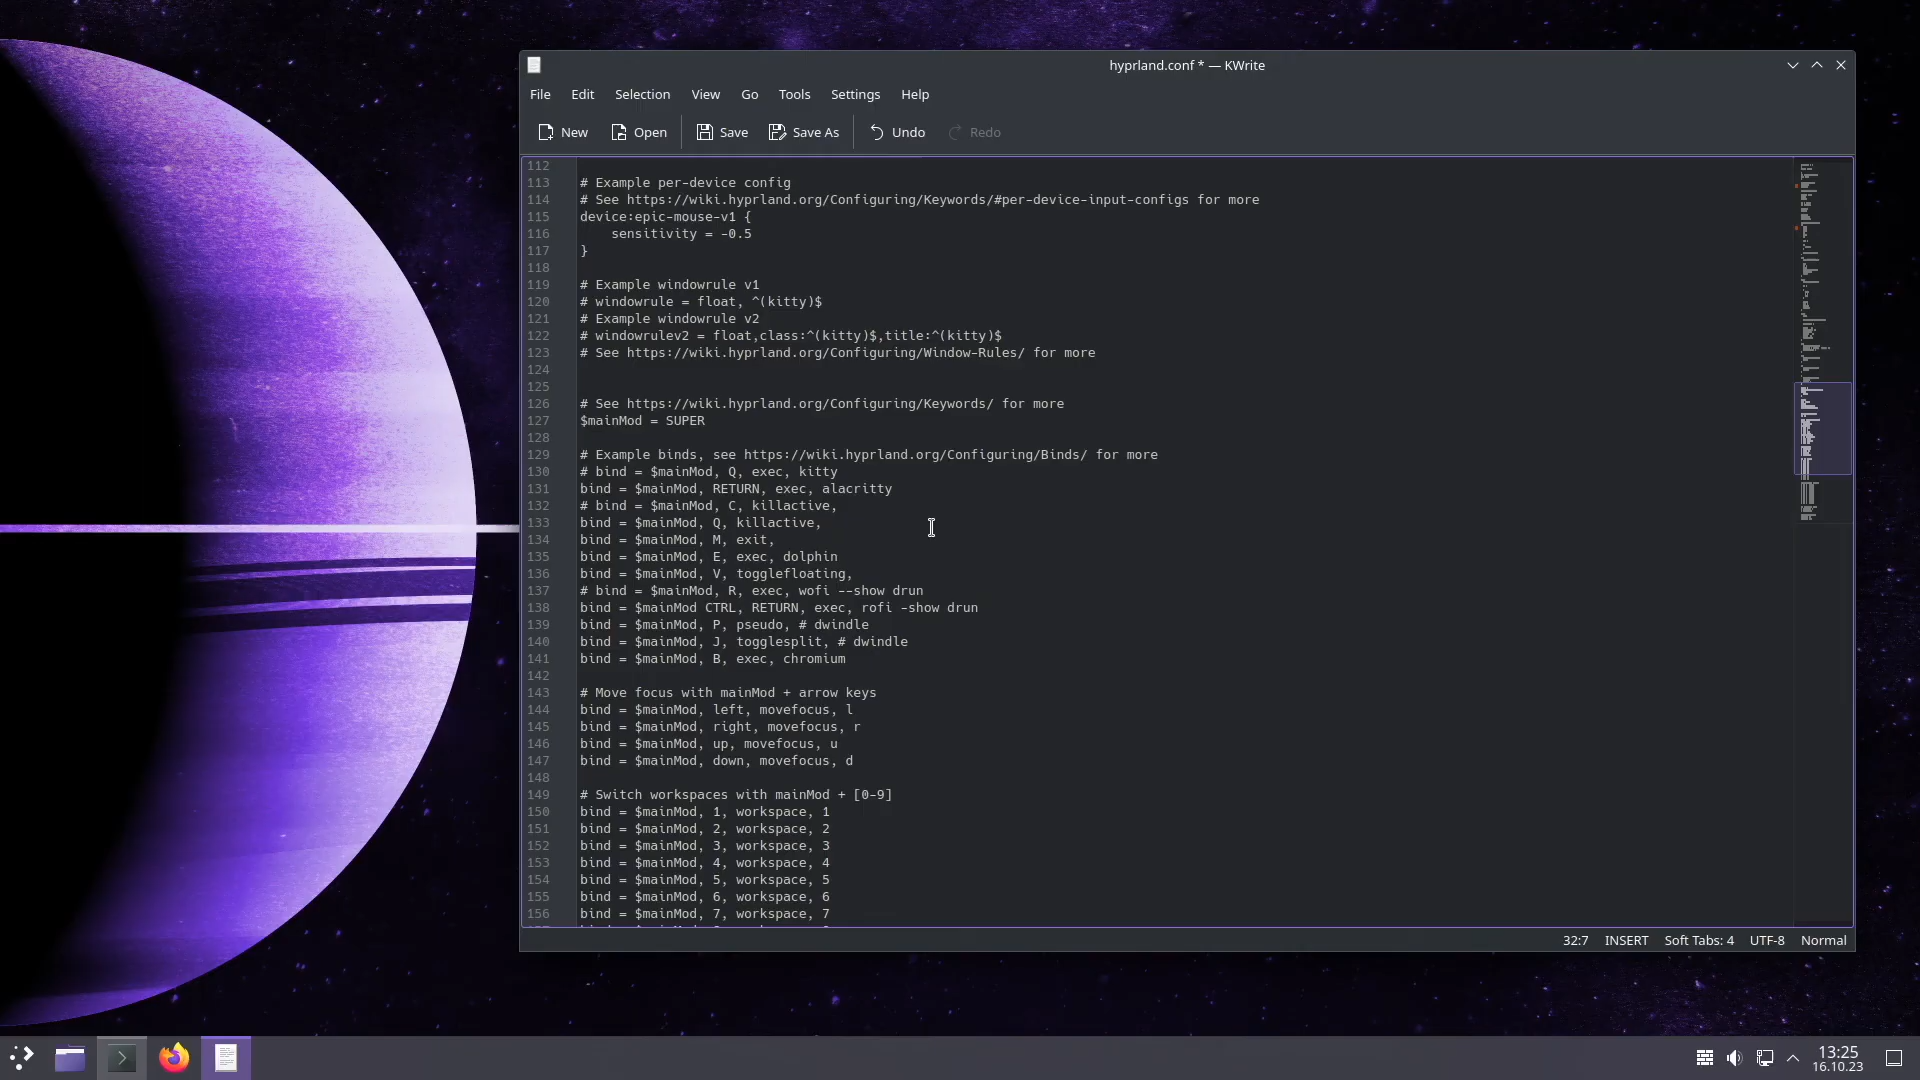 hyprland.conf * — KWrite
File Edit Selection View Go Tools Settings Help
New Open Save Save As Undo Redo
112
113 # Example per-device config
114 # See https://wiki.hyprland.org/Configuring/Keywords/#per-device-input-configs for more
115 device:epic-mouse-v1 {
116     sensitivity = -0.5
117 }
118
119 # Example windowrule v1
120 # windowrule = float, ^(kitty)$
121 # Example windowrule v2
122 # windowrulev2 = float,class:^(kitty)$,title:^(kitty)$
123 # See https://wiki.hyprland.org/Configuring/Window-Rules/ for more
124
125
126 # See https://wiki.hyprland.org/Configuring/Keywords/ for more
127 $mainMod = SUPER
128
129 # Example binds, see https://wiki.hyprland.org/Configuring/Binds/ for more
130 # bind = $mainMod, Q, exec, kitty
131 bind = $mainMod, RETURN, exec, alacritty
132 # bind = $mainMod, C, killactive,
133 bind = $mainMod, Q, killactive,
134 bind = $mainMod, M, exit,
135 bind = $mainMod, E, exec, dolphin
136 bind = $mainMod, V, togglefloating,
137 # bind = $mainMod, R, exec, wofi --show drun
138 bind = $mainMod CTRL, RETURN, exec, rofi -show drun
139 bind = $mainMod, P, pseudo, # dwindle
140 bind = $mainMod, J, togglesplit, # dwindle
141 bind = $mainMod, B, exec, chromium
142
143 # Move focus with mainMod + arrow keys
144 bind = $mainMod, left, movefocus, l
145 bind = $mainMod, right, movefocus, r
146 bind = $mainMod, up, movefocus, u
147 bind = $mainMod, down, movefocus, d
148
149 # Switch workspaces with mainMod + [0-9]
150 bind = $mainMod, 1, workspace, 1
151 bind = $mainMod, 2, workspace, 2
152 bind = $mainMod, 3, workspace, 3
153 bind = $mainMod, 4, workspace, 4
154 bind = $mainMod, 5, workspace, 5
155 bind = $mainMod, 6, workspace, 6
156 bind = $mainMod, 7, workspace, 7
32:7 INSERT Soft Tabs: 4 UTF-8 Normal
13:25
16.10.23